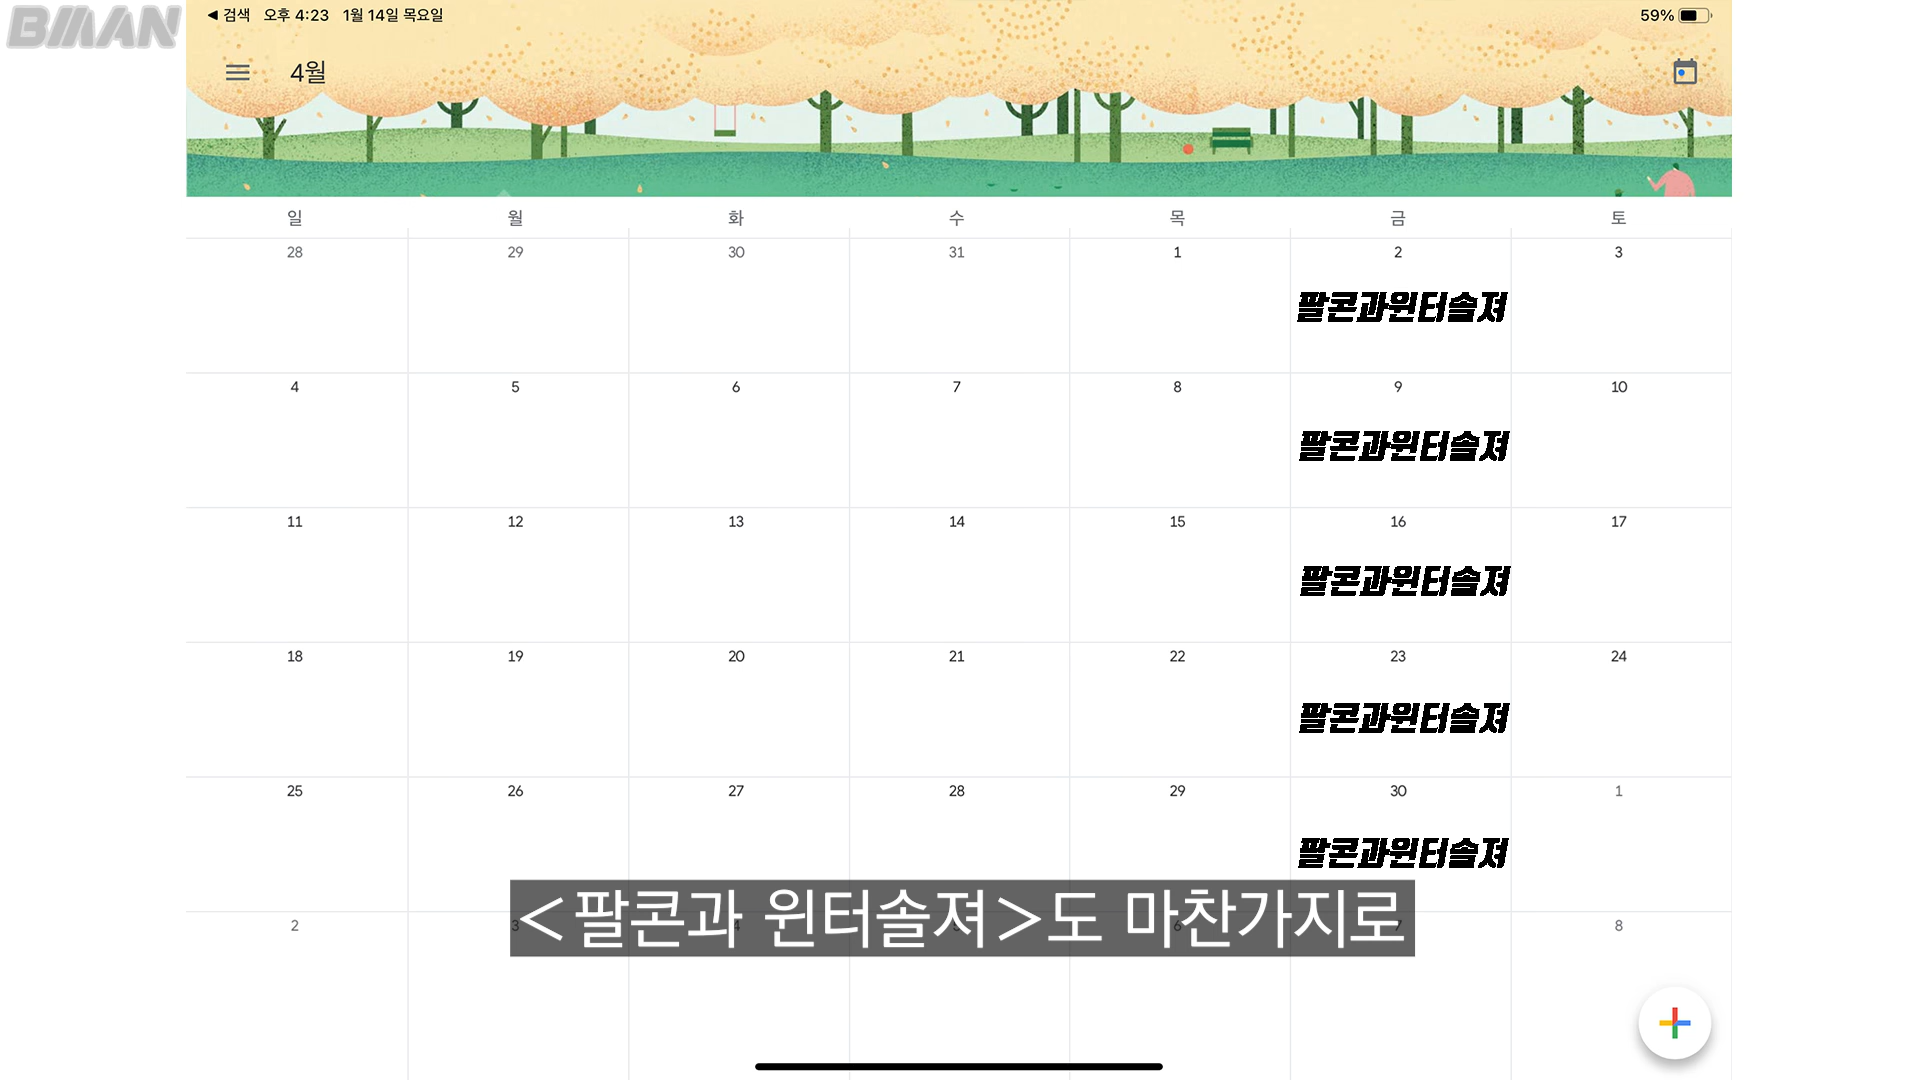 BMAN
◀ 검색 오후 4:23 1월 14일 목요일 59%
4월
일 월 화 수 목 금 토
28 29 30 31 1 2 3
팔콘과윈터솔져
4 5 6 7 8 9 10
팔콘과윈터솔져
11 12 13 14 15 16 17
팔콘과윈터솔져
18 19 20 21 22 23 24
팔콘과윈터솔져
25 26 27 28 29 30 1
팔콘과윈터솔져
2 3 4 5 6 7 8
<팔콘과 윈터솔져>도 마찬가지로